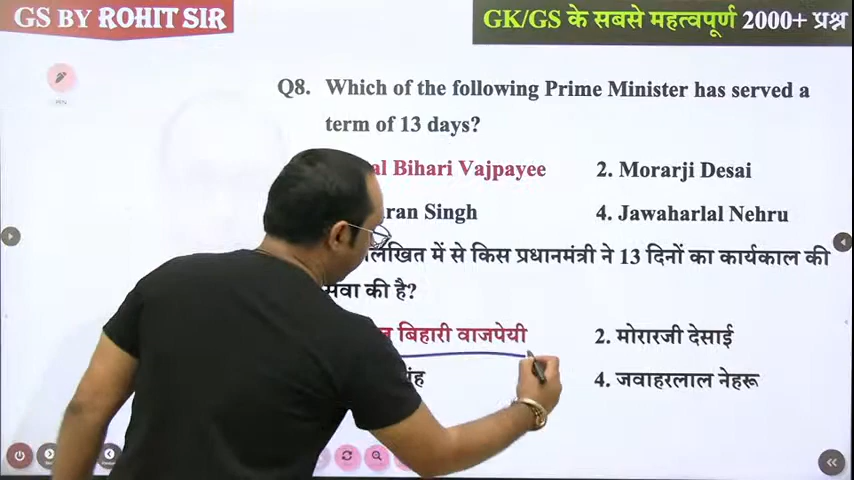 GS BY ROHIT SIR
GK/GS के सबसे महत्वपूर्ण 2000+ प्रश्न
Q8. Which of the following Prime Minister has served a
term of 13 days?
Bihari Vajpayee
2. Morarji Desai
Singh
4. Jawaharlal Nehru
में से किस प्रधानमंत्री ने 13 दिनों का कार्यकाल की
की है?
बिहारी वाजपेयी
2. मोरारजी देसाई
4. जवाहरलाल नेहरू